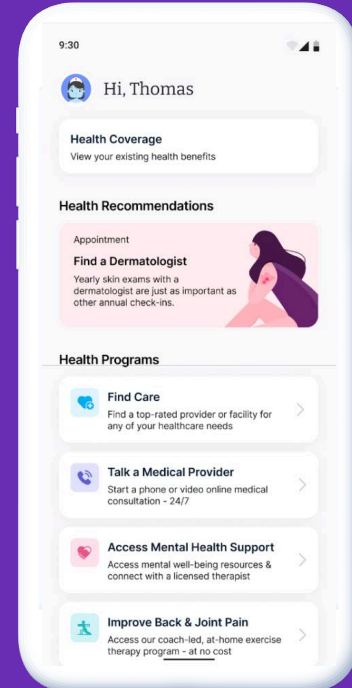 9:30
Hi, Thomas
Health Coverage
View your existing health benefits
Health Recommendations
Appointment
Find a Dermatologist
Yearly skin exams with a
dermatologist are just as important as
other annual check-ins.
Health Programs
Find Care
Find a top-rated provider or facility for
any of your healthcare needs
Talk a Medical Provider
Start a phone or video online medical
consultation - 24/7
Access Mental Health Support
Access mental well-being resources &
connect with a licensed therapist
Improve Back & Joint Pain
Access our coach-led, at-home exercise
therapy program - at no cost